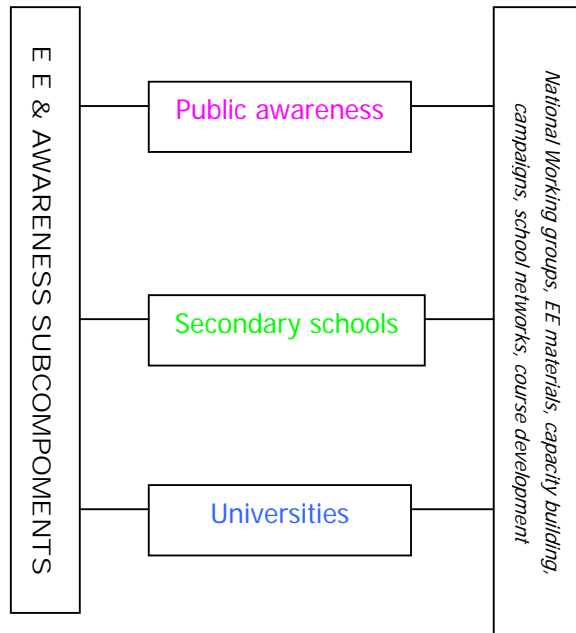 E E & AWARENESS SUBCOMPOMENTS
Public awareness
Secondary schools
Universities
National Working groups, EE materials, capacity building,
campaigns, school networks, course development